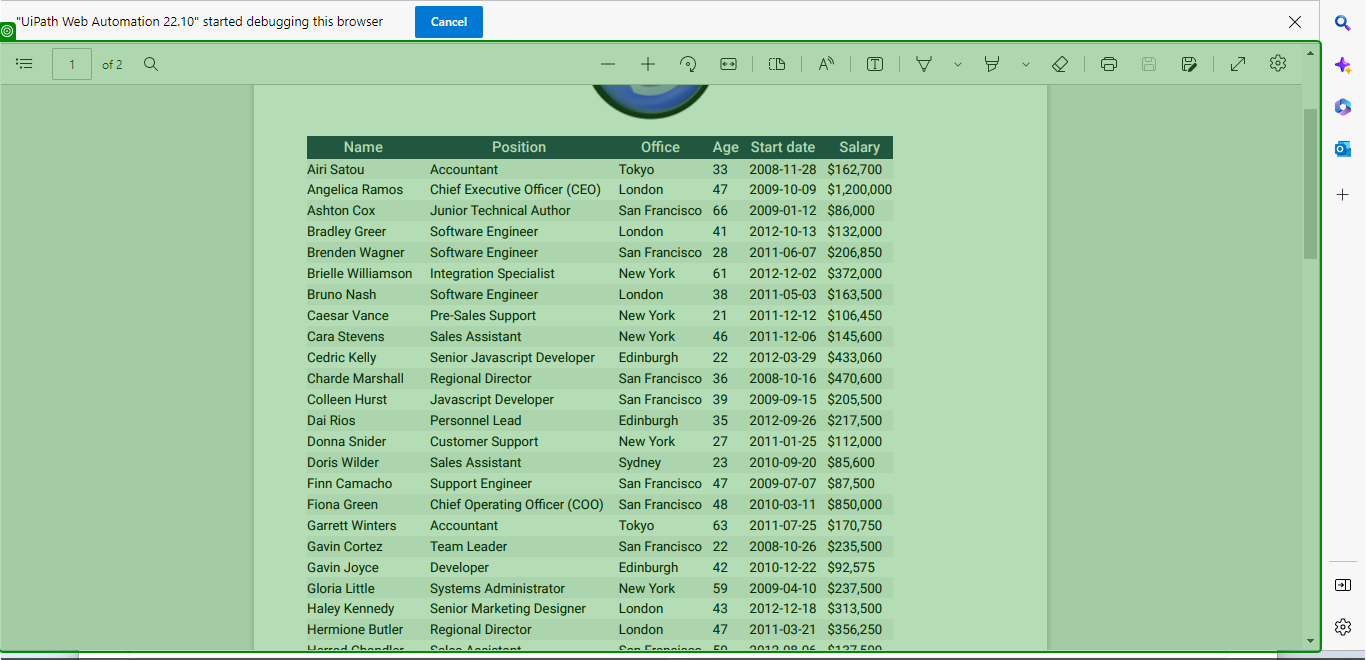 "UiPath Web Automation 22.10" started debugging this browser Cancel
1 of 2
Name Position Office Age Start date Salary
Airi Satou Accountant Tokyo 33 2008-11-28 $162,700
Angelica Ramos Chief Executive Officer (CEO) London 47 2009-10-09 $1,200,000
Ashton Cox Junior Technical Author San Francisco 66 2009-01-12 $86,000
Bradley Greer Software Engineer London 41 2012-10-13 $132,000
Brenden Wagner Software Engineer San Francisco 28 2011-06-07 $206,850
Brielle Williamson Integration Specialist New York 61 2012-12-02 $372,000
Bruno Nash Software Engineer London 38 2011-05-03 $163,500
Caesar Vance Pre-Sales Support New York 21 2011-12-12 $106,450
Cara Stevens Sales Assistant New York 46 2011-12-06 $145,600
Cedric Kelly Senior Javascript Developer Edinburgh 22 2012-03-29 $433,060
Charde Marshall Regional Director San Francisco 36 2008-10-16 $470,600
Colleen Hurst Javascript Developer San Francisco 39 2009-09-15 $205,500
Dai Rios Personnel Lead Edinburgh 35 2012-09-26 $217,500
Donna Snider Customer Support New York 27 2011-01-25 $112,000
Doris Wilder Sales Assistant Sydney 23 2010-09-20 $85,600
Finn Camacho Support Engineer San Francisco 47 2009-07-07 $87,500
Fiona Green Chief Operating Officer (COO) San Francisco 48 2010-03-11 $850,000
Garrett Winters Accountant Tokyo 63 2011-07-25 $170,750
Gavin Cortez Team Leader San Francisco 22 2008-10-26 $235,500
Gavin Joyce Developer Edinburgh 42 2010-12-22 $92,575
Gloria Little Systems Administrator New York 59 2009-04-10 $237,500
Haley Kennedy Senior Marketing Designer London 43 2012-12-18 $313,500
Hermione Butler Regional Director London 47 2011-03-21 $356,250
Harrod Chandler Sales Assistant San Francisco 59 2012-08-06 $137,500